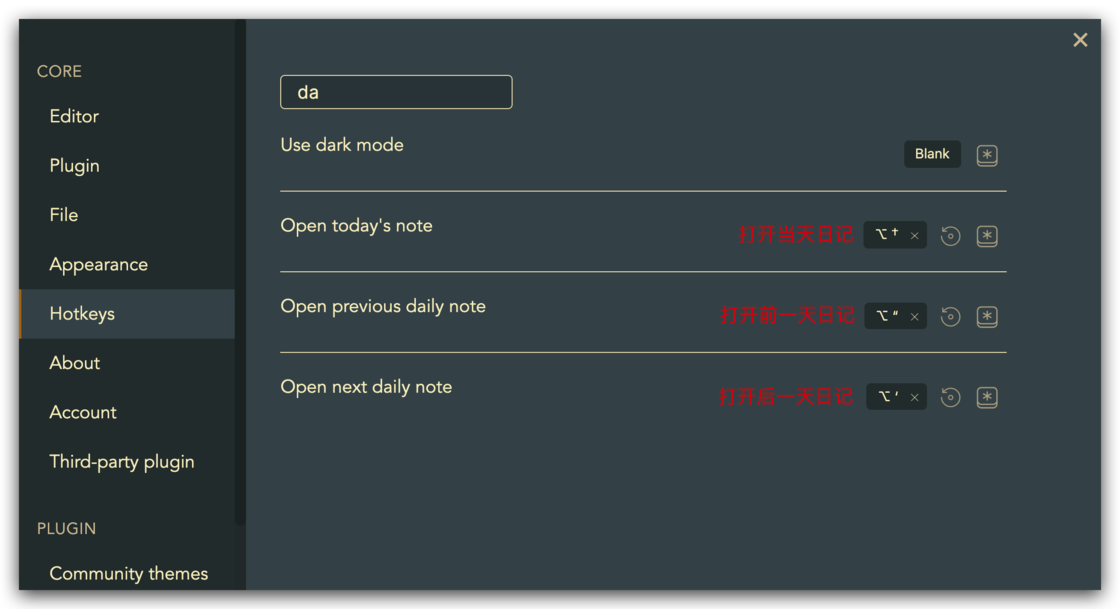 CORE
Editor
Plugin
File
Appearance
Hotkeys
About
Account
Third-party plugin
PLUGIN
Community themes
da
Use dark mode
Blank
Open today's note
打开当天日记
⌥ †
Open previous daily note
打开前一天日记
⌥ “
Open next daily note
打开后一天日记
⌥ ‘